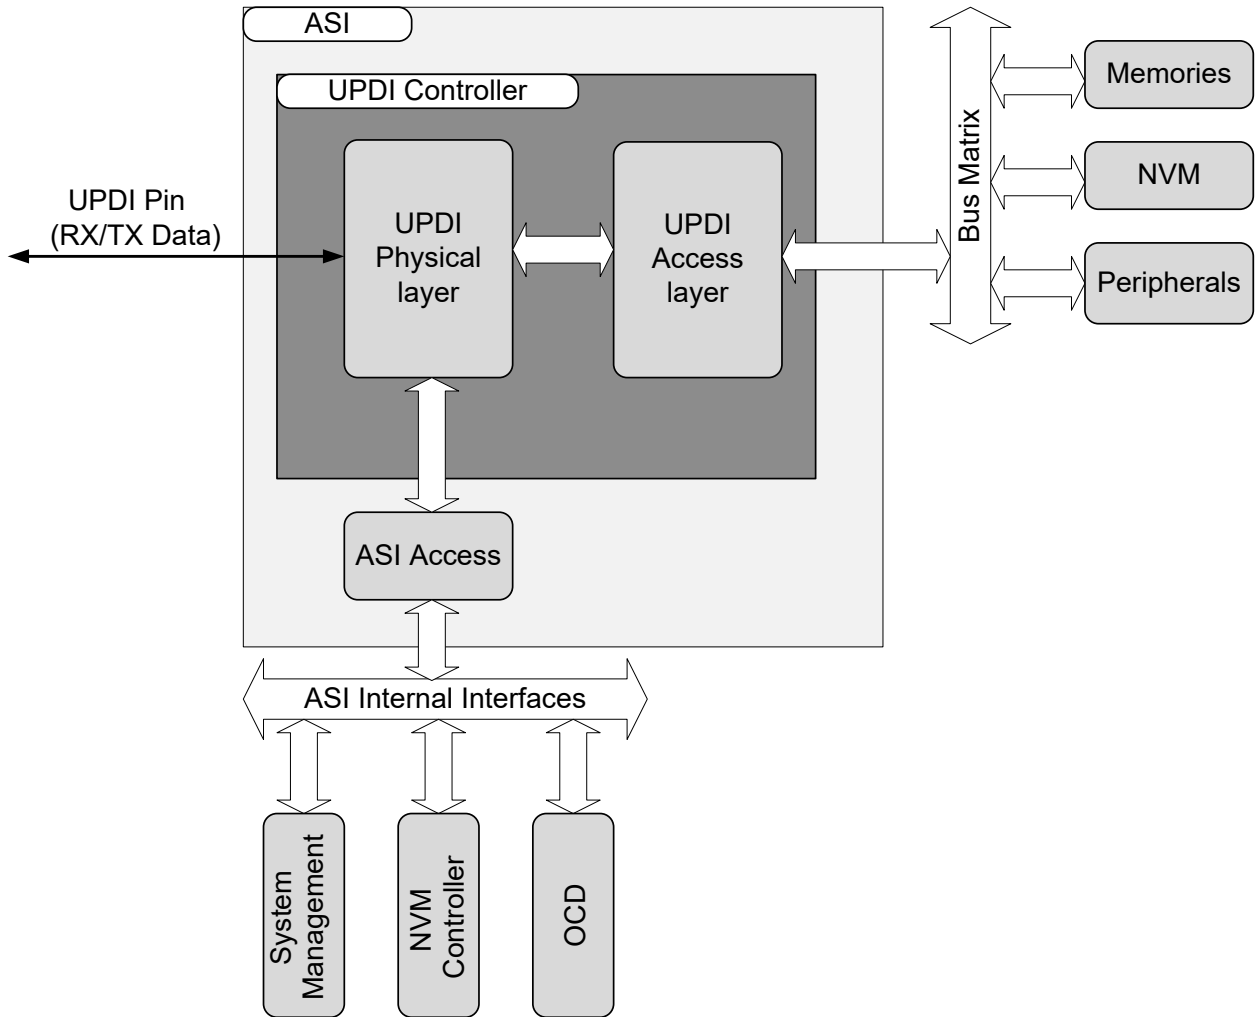 ASI
UPDI Controller
UPDI Pin
(RX/TX Data)
UPDI
Physical
layer
UPDI
Access
layer
Bus Matrix
Memories
NVM
Peripherals
ASI Access
ASI Internal Interfaces
System
Management
NVM
Controller
OCD